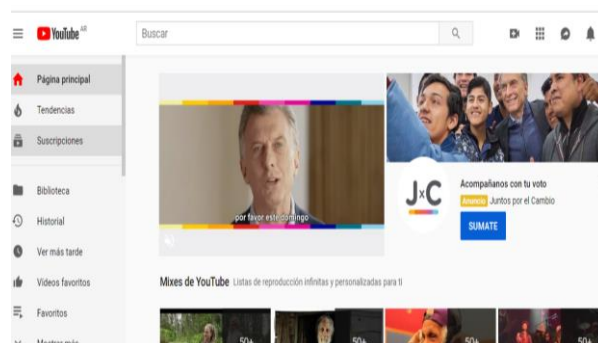 YouTube AR
Buscar
Página principal
Tendencias
Suscripciones
Biblioteca
Historial
Ver más tarde
Videos favoritos
Favoritos
Mostrar más
por favor este domingo
JxC
Acompañanos con tu voto
Anuncio Juntos por el Cambio
SUMATE
Mixes de YouTube Listas de reproducción infinitas y personalizadas para ti
50+
50+
50+
50+